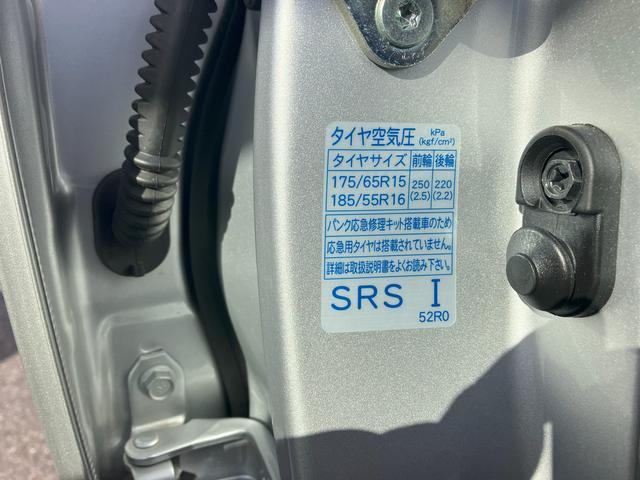 タイヤ空気圧 kPa (kgf/cm²)
タイヤサイズ 前輪 後輪
175/65R15 250 220
185/55R16 (2.5) (2.2)
パンク応急修理キット搭載車のため
応急用タイヤは搭載されていません。
詳細は取扱説明書をよくお読み下さい。
SRS I
52R0